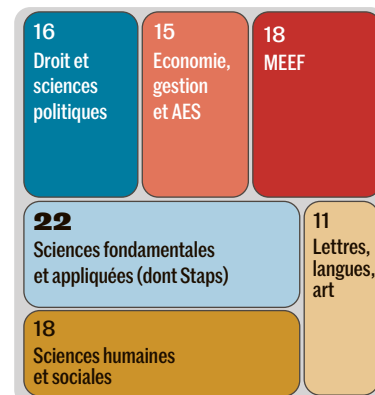 16
Droit et
sciences
politiques
15
Economie,
gestion
et AES
18
MEEF
22
Sciences fondamentales
et appliquées (dont Staps)
11
Lettres,
langues,
art
18
Sciences humaines
et sociales